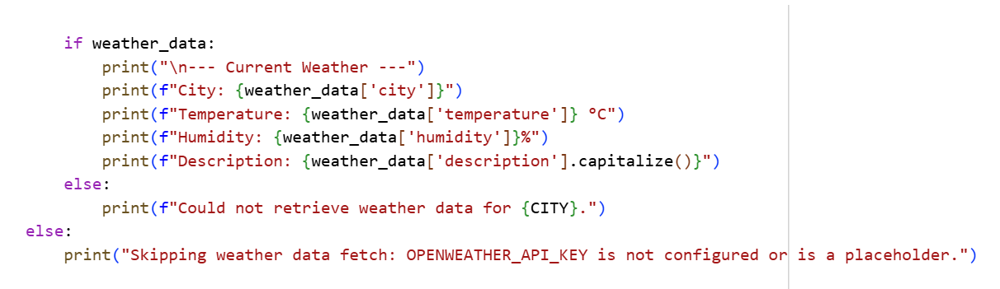 if weather_data:
        print("\n--- Current Weather ---")
        print(f"City: {weather_data['city']}")
        print(f"Temperature: {weather_data['temperature']} °C")
        print(f"Humidity: {weather_data['humidity']}%")
        print(f"Description: {weather_data['description'].capitalize()}")
    else:
        print(f"Could not retrieve weather data for {CITY}.")
else:
    print("Skipping weather data fetch: OPENWEATHER_API_KEY is not configured or is a placeholder.")